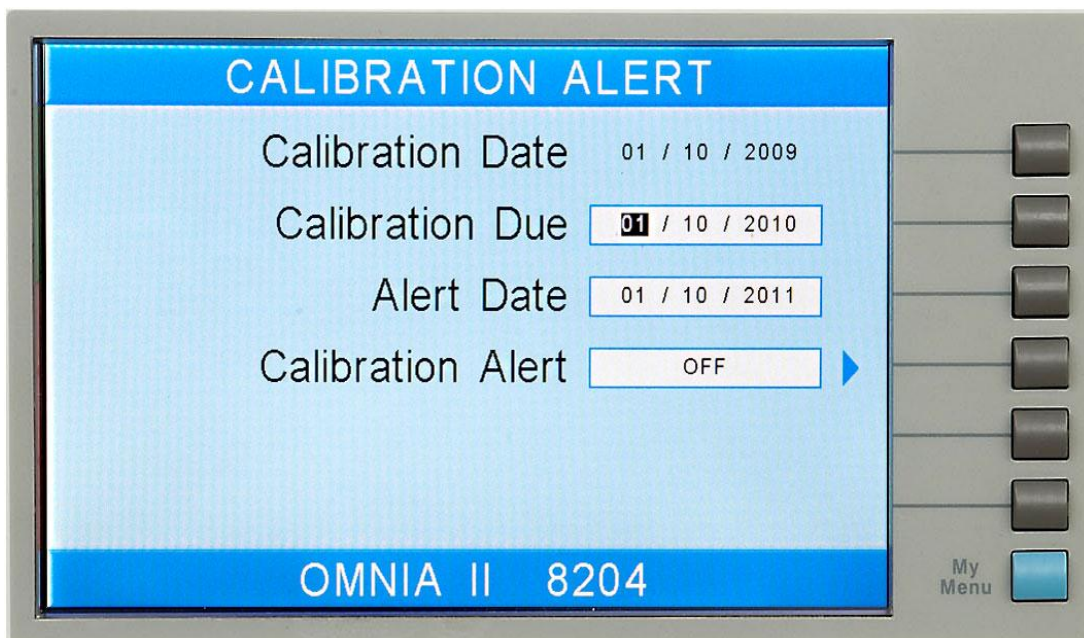 CALIBRATION ALERT
Calibration Date 01 / 10 / 2009
Calibration Due 01 / 10 / 2010
Alert Date 01 / 10 / 2011
Calibration Alert OFF
OMNIA II 8204
My
Menu